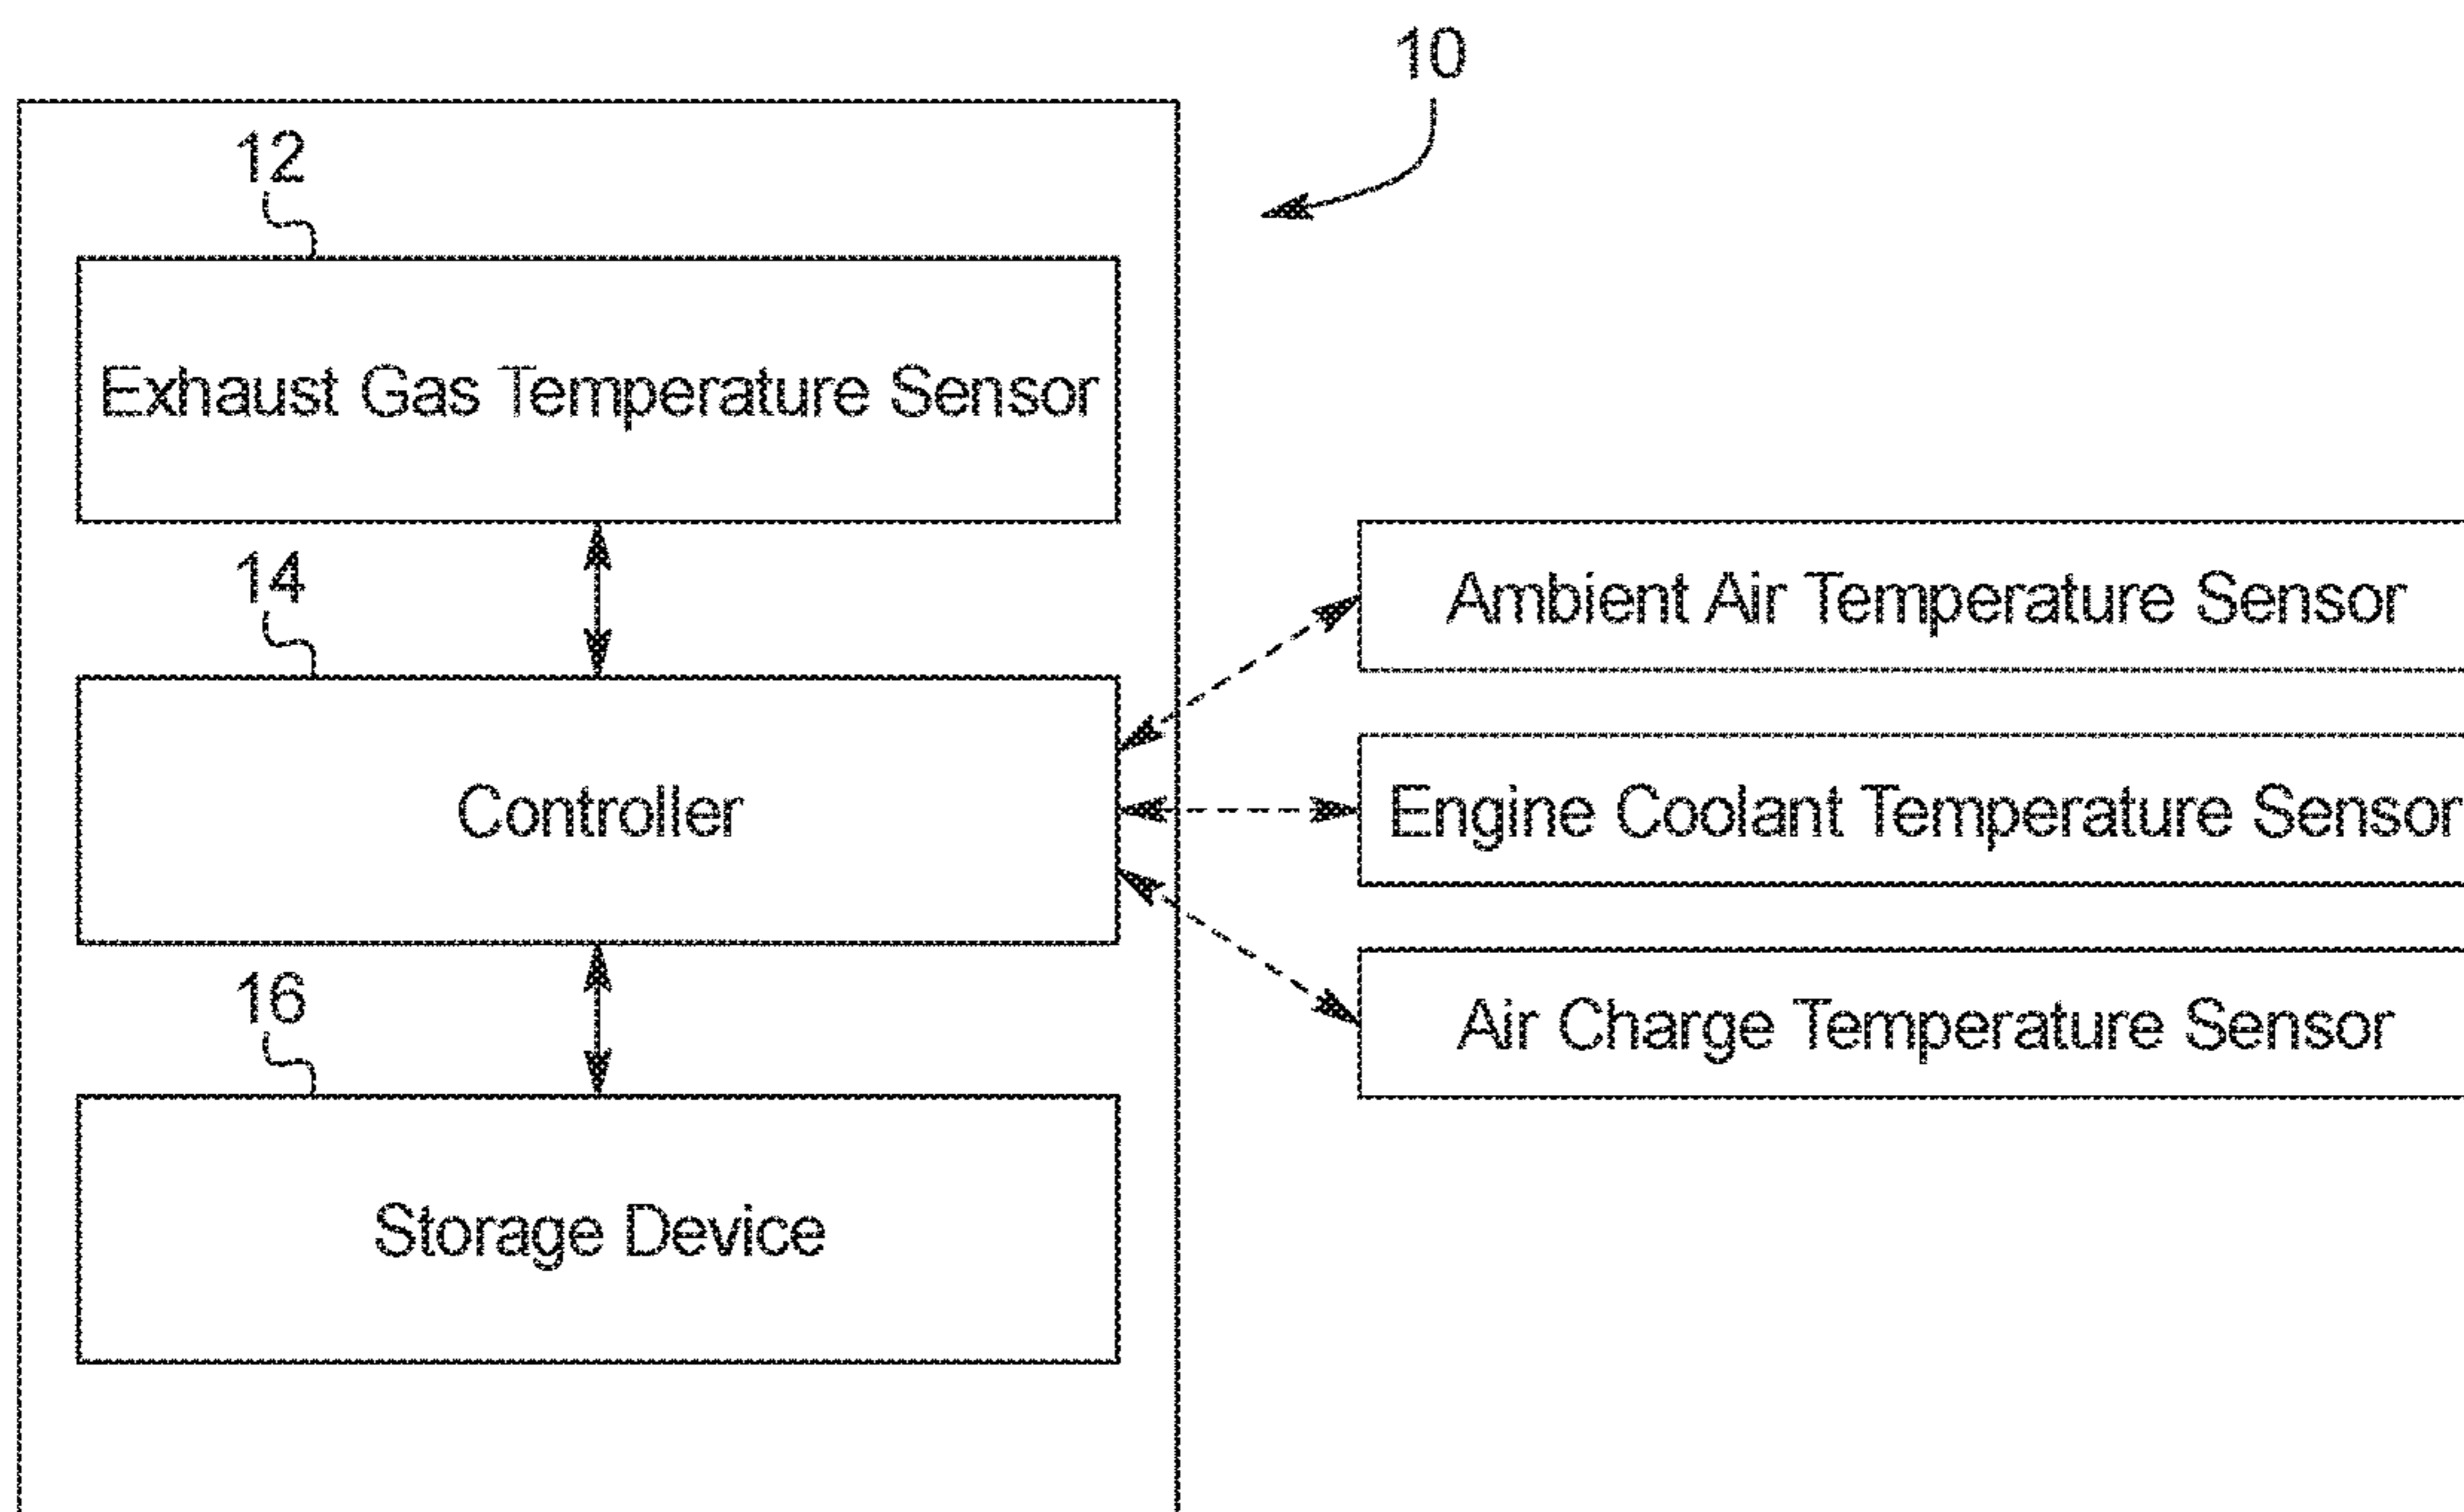 10
12
Exhaust Gas Temperature Sensor
14
Ambient Air Temperature Sensor
Controller
Engine Coolant Temperature Sensor
16
Air Charge Temperature Sensor
Storage Device